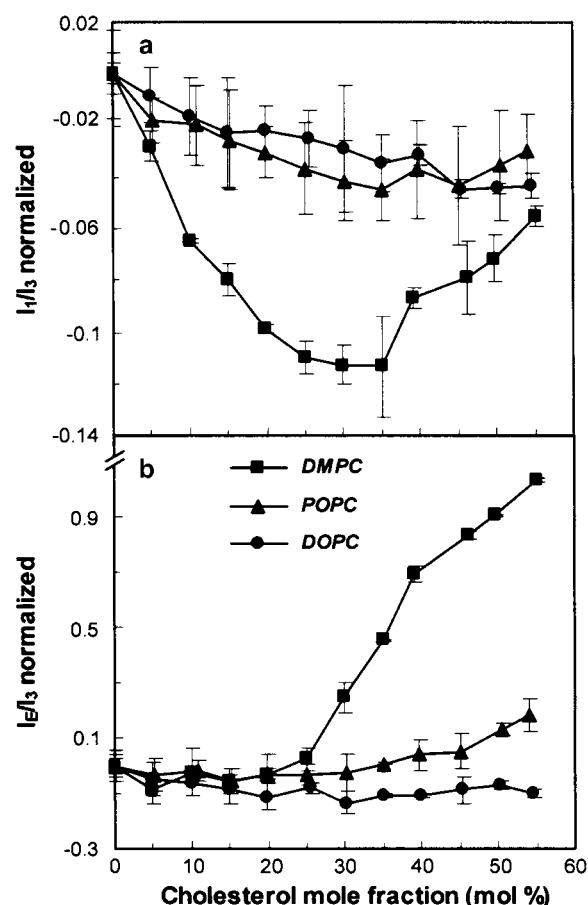 a
0.02
-0.02
-0.06
-0.1
-0.14
I1/I3 normalized
b
DMPC
POPC
DOPC
0.9
0.5
0.1
-0.3
IE/I3 normalized
0 10 20 30 40 50 60
Cholesterol mole fraction (mol %)